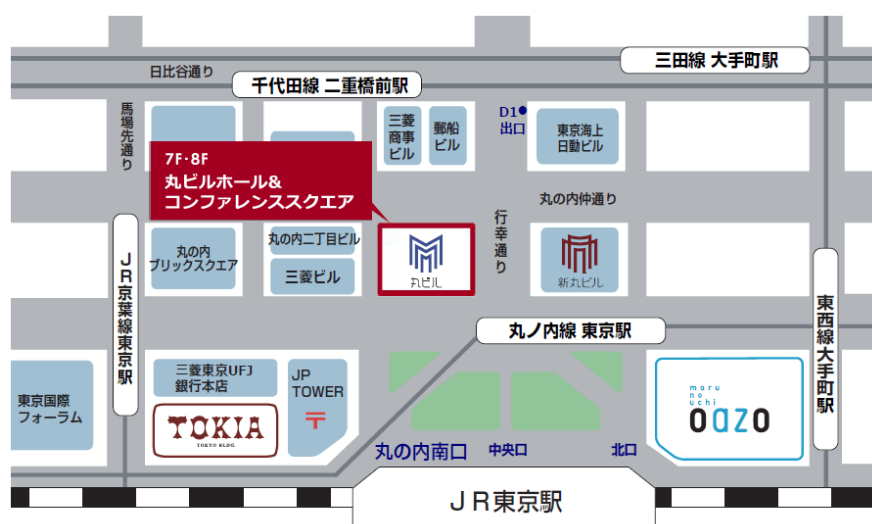 三田線 大手町駅
日比谷通り
千代田線 二重橋前駅
馬場先通り
三菱
商事
ビル
郵船
ビル
D1
出口
東京海上
日動ビル
7F·8F
丸ビルホール&
コンファレンススクエア
丸の内仲通り
行幸通り
丸の内
ブリックスクエア
丸の内二丁目ビル
三菱ビル
丸ビル
新丸ビル
JR京葉線東京駅
東西線大手町駅
丸ノ内線 東京駅
東京国際
フォーラム
三菱東京UFJ
銀行本店
TOKIA
TOKYO BLDG.
JP
TOWER
〒
maru
no
uchi
oazo
丸の内南口
中央口
北口
JR東京駅